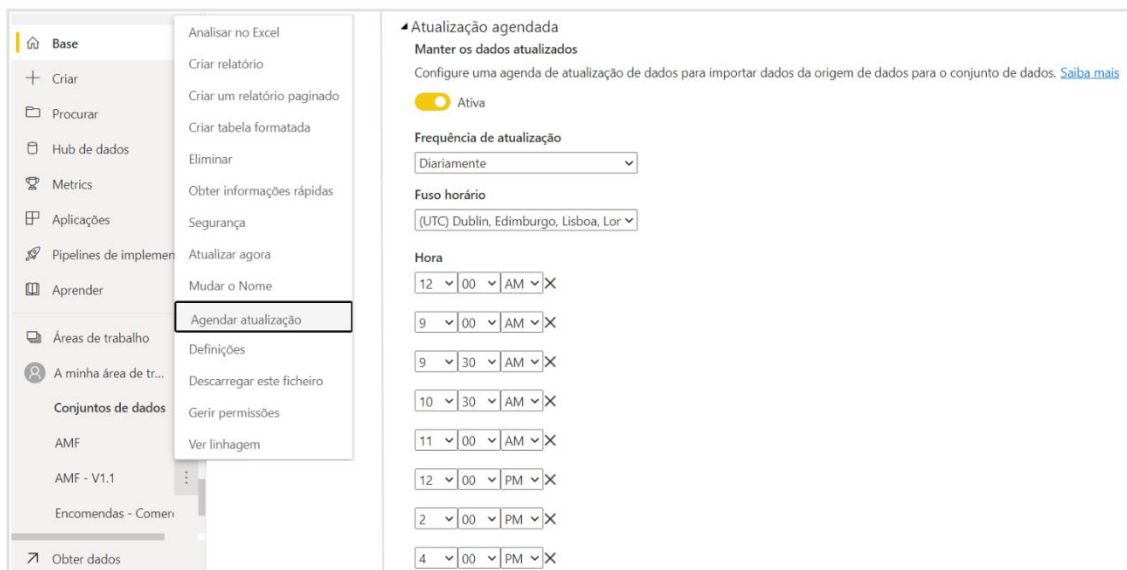 Base
Criar
Procurar
Hub de dados
Metrics
Aplicações
Pipelines de implemen
Aprender
Áreas de trabalho
A minha área de tr...
Conjuntos de dados
AMF
AMF - V1.1
Encomendas - Comer
Obter dados
Analisar no Excel
Criar relatório
Criar um relatório paginado
Criar tabela formatada
Eliminar
Obter informações rápidas
Segurança
Atualizar agora
Mudar o Nome
Agendar atualização
Definições
Descarregar este ficheiro
Gerir permissões
Ver linhagem
Atualização agendada
Manter os dados atualizados
Configure uma agenda de atualização de dados para importar dados da origem de dados para o conjunto de dados. Saiba mais
Ativa
Frequência de atualização
Diariamente
Fuso horário
(UTC) Dublin, Edimburgo, Lisboa, Lor
Hora
12 00 AM
9 00 AM
9 30 AM
10 30 AM
11 00 AM
12 00 PM
2 00 PM
4 00 PM